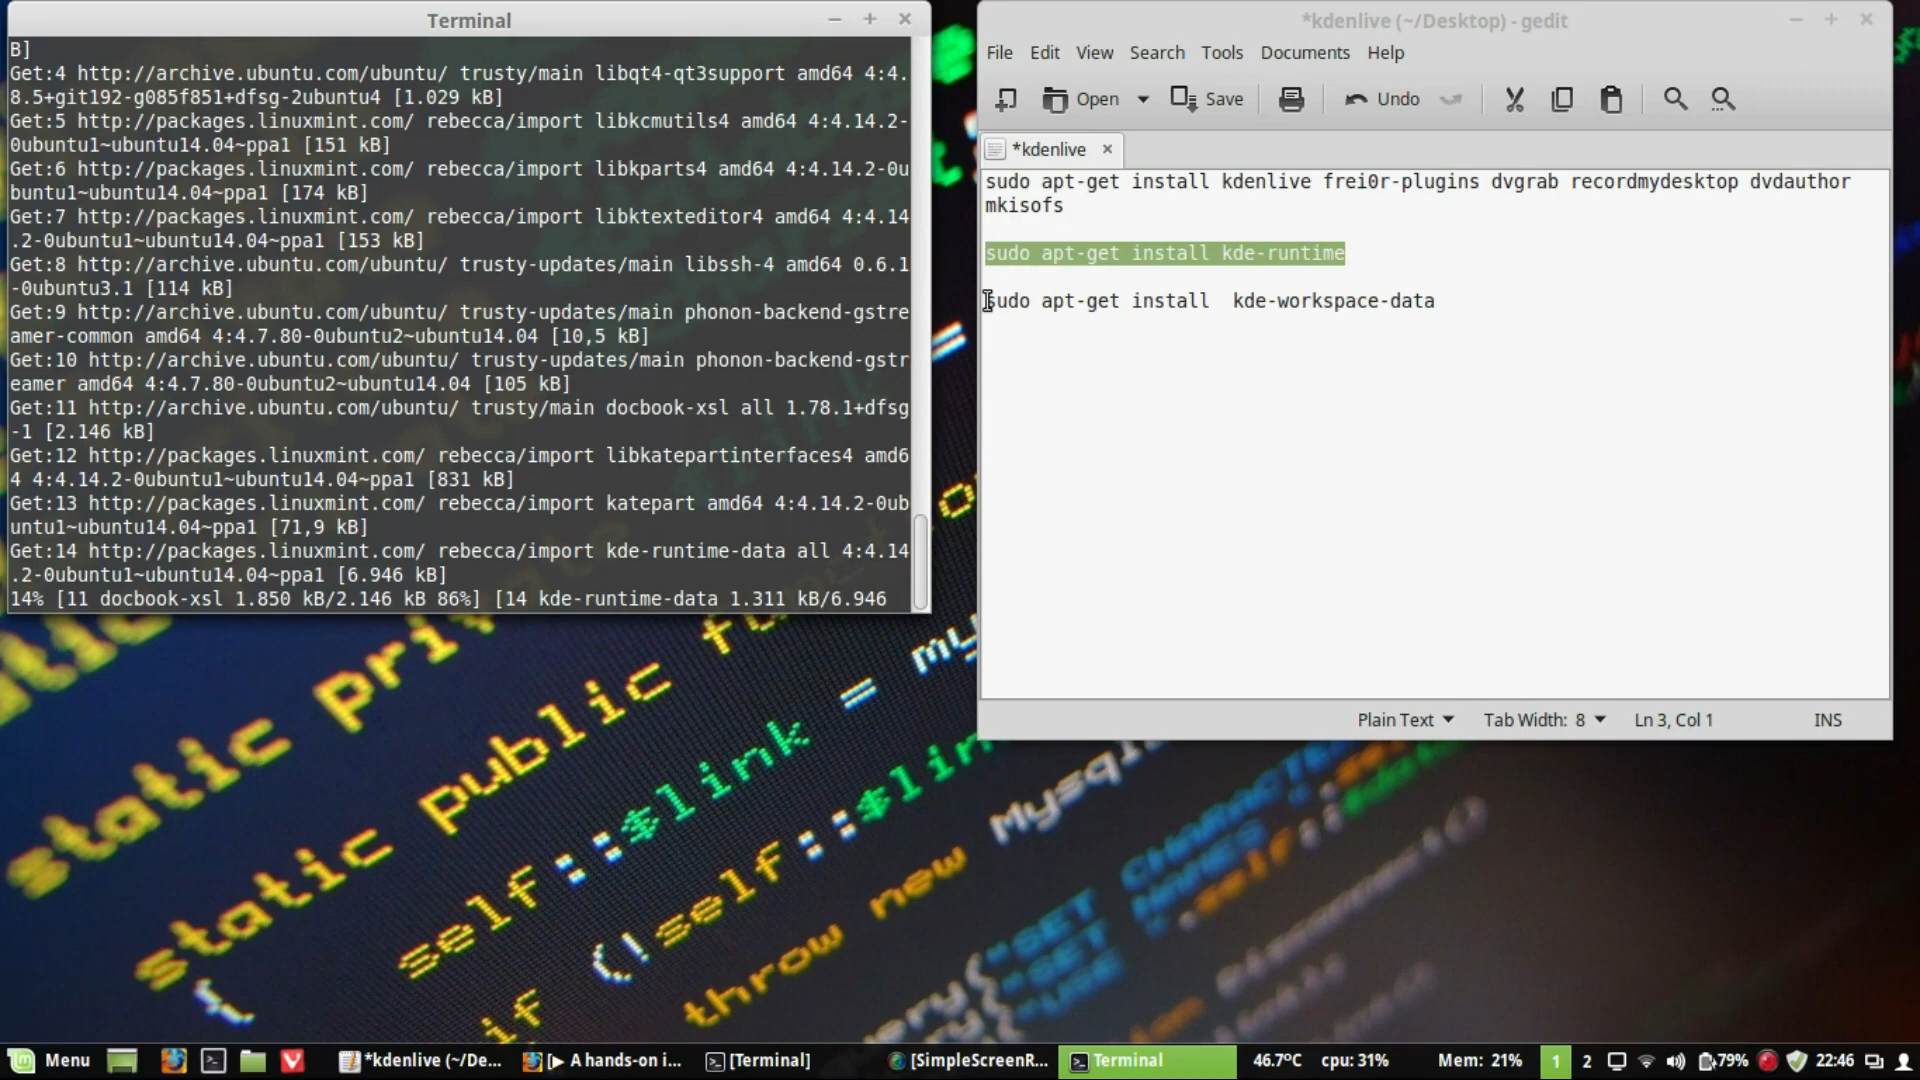 Terminal
B]
Get:4 http://archive.ubuntu.com/ubuntu/ trusty/main libqt4-qt3support amd64 4:4.
8.5+git192-g085f851+dfsg-2ubuntu4 [1.029 kB]
Get:5 http://packages.linuxmint.com/ rebecca/import libkcmutils4 amd64 4:4.14.2-
0ubuntu1~ubuntu14.04~ppa1 [151 kB]
Get:6 http://packages.linuxmint.com/ rebecca/import libkparts4 amd64 4:4.14.2-0u
buntu1~ubuntu14.04~ppa1 [174 kB]
Get:7 http://packages.linuxmint.com/ rebecca/import libktexteditor4 amd64 4:4.14
.2-0ubuntu1~ubuntu14.04~ppa1 [153 kB]
Get:8 http://archive.ubuntu.com/ubuntu/ trusty-updates/main libssh-4 amd64 0.6.1
-0ubuntu3.1 [114 kB]
Get:9 http://archive.ubuntu.com/ubuntu/ trusty-updates/main phonon-backend-gstre
amer-common amd64 4:4.7.80-0ubuntu2~ubuntu14.04 [10,5 kB]
Get:10 http://archive.ubuntu.com/ubuntu/ trusty-updates/main phonon-backend-gstr
eamer amd64 4:4.7.80-0ubuntu2~ubuntu14.04 [105 kB]
Get:11 http://archive.ubuntu.com/ubuntu/ trusty/main docbook-xsl all 1.78.1+dfsg
-1 [2.146 kB]
Get:12 http://packages.linuxmint.com/ rebecca/import libkatepartinterfaces4 amd6
4 4:4.14.2-0ubuntu1~ubuntu14.04~ppa1 [831 kB]
Get:13 http://packages.linuxmint.com/ rebecca/import katepart amd64 4:4.14.2-0ub
untu1~ubuntu14.04~ppa1 [71,9 kB]
Get:14 http://packages.linuxmint.com/ rebecca/import kde-runtime-data all 4:4.14
.2-0ubuntu1~ubuntu14.04~ppa1 [6.946 kB]
14% [11 docbook-xsl 1.850 kB/2.146 kB 86%] [14 kde-runtime-data 1.311 kB/6.946
*kdenlive (~/Desktop) - gedit
File Edit View Search Tools Documents Help
Open Save Undo
*kdenlive
sudo apt-get install kdenlive frei0r-plugins dvgrab recordmydesktop dvdauthor
mkisofs
sudo apt-get install kde-runtime
sudo apt-get install  kde-workspace-data
Plain Text Tab Width: 8 Ln 3, Col 1 INS
static public
self::$link = my
static private
self::$link
(!self::$link
if
throw new Mysql
static
{
Menu *kdenlive (~/De... [▶ A hands-on i... [Terminal] [SimpleScreenR... Terminal 46.7ºC cpu: 31% Mem: 21% 1 2 79% 22:46